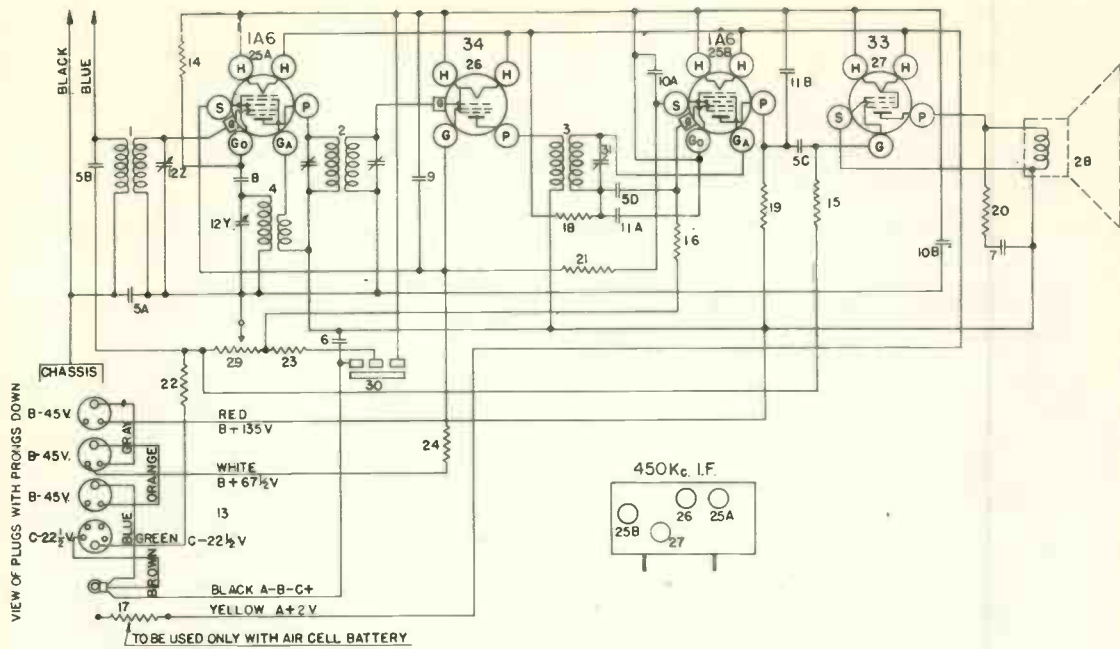 BLACK
BLUE
1A6
25A
34
26
1A6
25B
33
27
H H S P G GO GA
H H G G P
H H S P G GO GA
H H S P G
14
1
5B
12Z
8
4
12Y
2
9
3
18
5D
11A
21
16
10A
11B
5C
19
15
10B
20
7
28
5A
6
29
23
30
22
24
CHASSIS
VIEW OF PLUGS WITH PRONGS DOWN
B-45V.
B-45V.
B-45V.
C-22½V
GRAY
ORANGE
BLUE
BROWN
RED
B+135V
WHITE
B+67½V
13
GREEN C-22½V
BLACK A-B-C+
YELLOW A+2V
17
TO BE USED ONLY WITH AIR CELL BATTERY
450Kc. I.F.
25B
26
25A
27